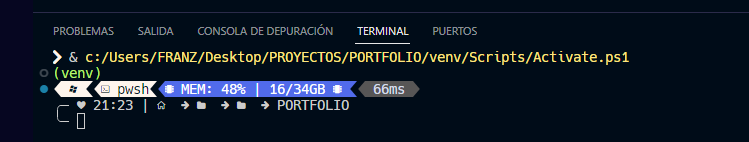 PROBLEMAS SALIDA CONSOLA DE DEPURACIÓN TERMINAL PUERTOS
& c:/Users/FRANZ/Desktop/PROYECTOS/PORTFOLIO/venv/Scripts/Activate.ps1
(venv)
pwsh MEM: 48% | 16/34GB 66ms
21:23 | PORTFOLIO